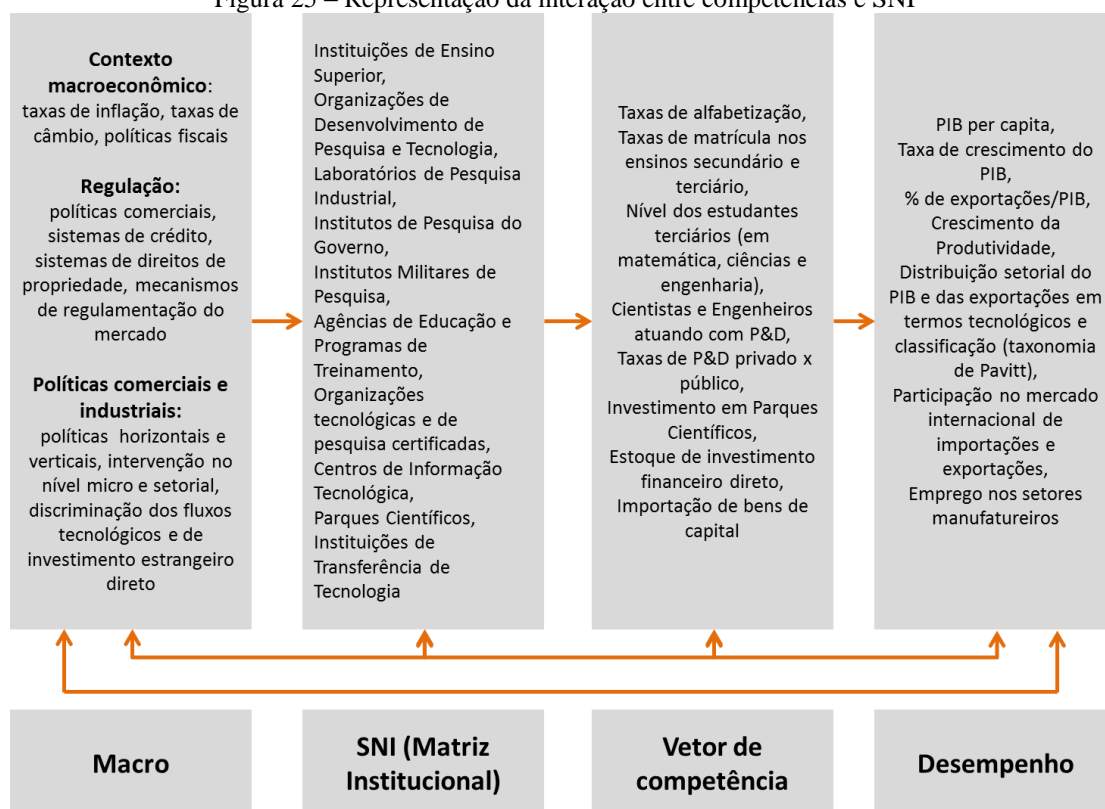 Figura 25 – Representação da interação entre competências e SNI
Contexto
macroeconômico:
taxas de inflação, taxas de
câmbio, políticas fiscais
Regulação:
políticas comerciais,
sistemas de crédito,
sistemas de direitos de
propriedade, mecanismos
de regulamentação do
mercado
Políticas comerciais e
industriais:
políticas horizontais e
verticais, intervenção no
nível micro e setorial,
discriminação dos fluxos
tecnológicos e de
investimento estrangeiro
direto
Instituições de Ensino
Superior,
Organizações de
Desenvolvimento de
Pesquisa e Tecnologia,
Laboratórios de Pesquisa
Industrial,
Institutos de Pesquisa do
Governo,
Institutos Militares de
Pesquisa,
Agências de Educação e
Programas de
Treinamento,
Organizações
tecnológicas e de
pesquisa certificadas,
Centros de Informação
Tecnológica,
Parques Científicos,
Instituições de
Transferência de
Tecnologia
Taxas de alfabetização,
Taxas de matrícula nos
ensinos secundário e
terciário,
Nível dos estudantes
terciários (em
matemática, ciências e
engenharia),
Cientistas e Engenheiros
atuando com P&D,
Taxas de P&D privado x
público,
Investimento em Parques
Científicos,
Estoque de investimento
financeiro direto,
Importação de bens de
capital
PIB per capita,
Taxa de crescimento do
PIB,
% de exportações/PIB,
Crescimento da
Produtividade,
Distribuição setorial do
PIB e das exportações em
termos tecnológicos e
classificação (taxonomia
de Pavitt),
Participação no mercado
internacional de
importações e
exportações,
Emprego nos setores
manufatureiros
Macro
SNI (Matriz
Institucional)
Vetor de
competência
Desempenho